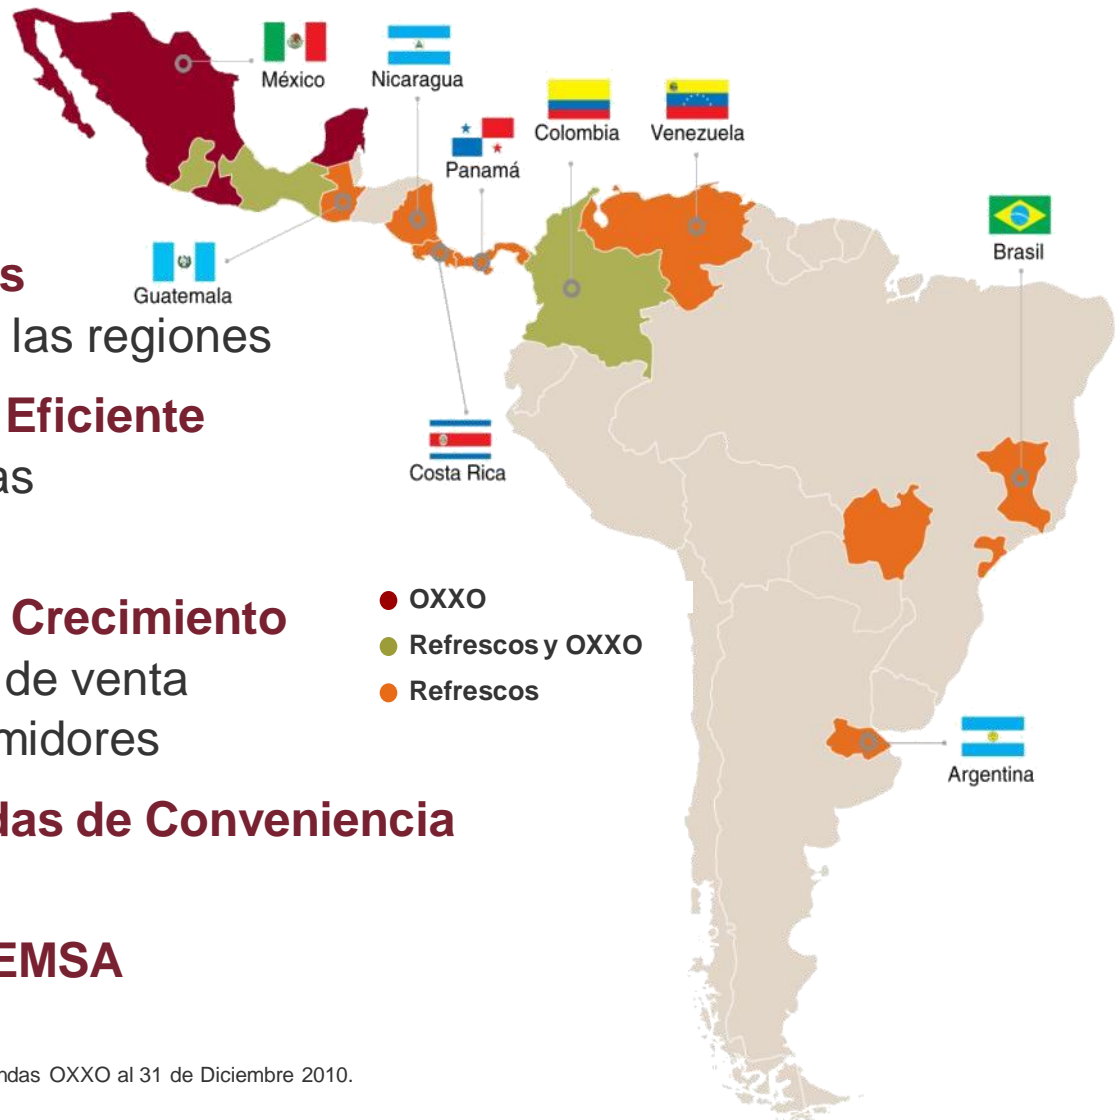 México
Nicaragua
Panamá
Colombia
Venezuela
Brasil
Guatemala
s
las regiones
Eficiente
as
Costa Rica
Crecimiento
de venta
midores
OXXO
Refrescos y OXXO
Refrescos
Argentina
das de Conveniencia
EMSA
ndas OXXO al 31 de Diciembre 2010.